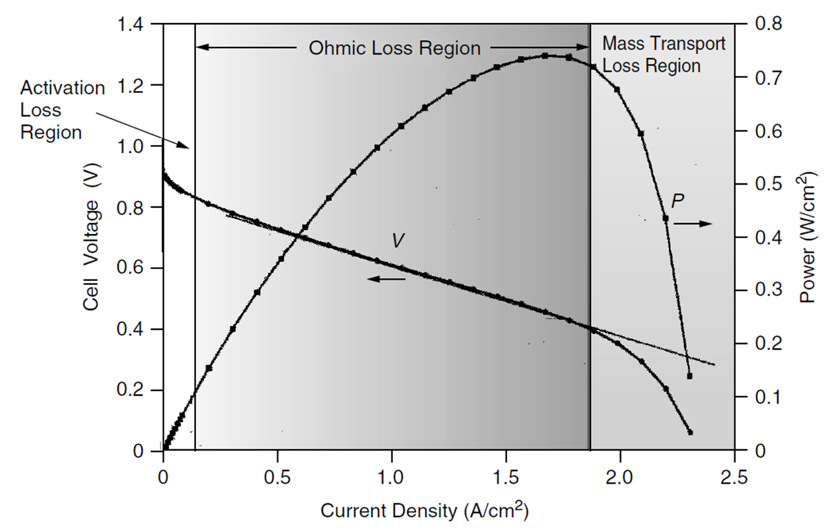 1.4
1.2
1.0
0.8
0.6
0.4
0.2
0
Cell Voltage (V)
Activation
Loss
Region
Ohmic Loss Region
Mass Transport
Loss Region
V
P
0.8
0.7
0.6
0.5
0.4
0.3
0.2
0.1
0
Power (W/cm²)
0
0.5
1.0
1.5
2.0
2.5
Current Density (A/cm²)